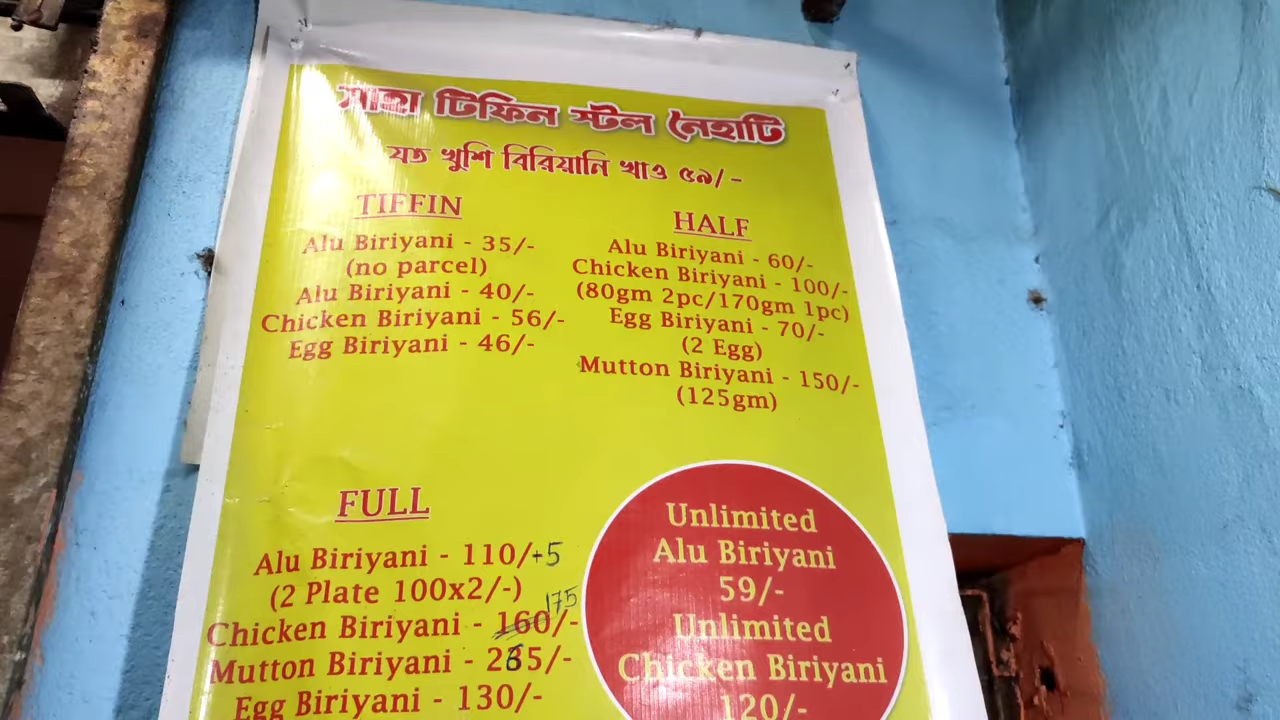 সাহা টিফিন স্টল নৈহাটি
যত খুশি বিরিয়ানি খাও ৫৯/-
TIFFIN
Alu Biriyani - 35/-
(no parcel)
Alu Biriyani - 40/-
Chicken Biriyani - 56/-
Egg Biriyani - 46/-
HALF
Alu Biriyani - 60/-
Chicken Biriyani - 100/-
(80gm 2pc/170gm 1pc)
Egg Biriyani - 70/-
(2 Egg)
Mutton Biriyani - 150/-
(125gm)
FULL
Alu Biriyani - 110/-+5
(2 Plate 100x2/-)
Chicken Biriyani - 160/- 175
Mutton Biriyani - /-
Egg Biriyani - 130/-
Unlimited
Alu Biriyani
59/-
Unlimited
Chicken Biriyani
120/-